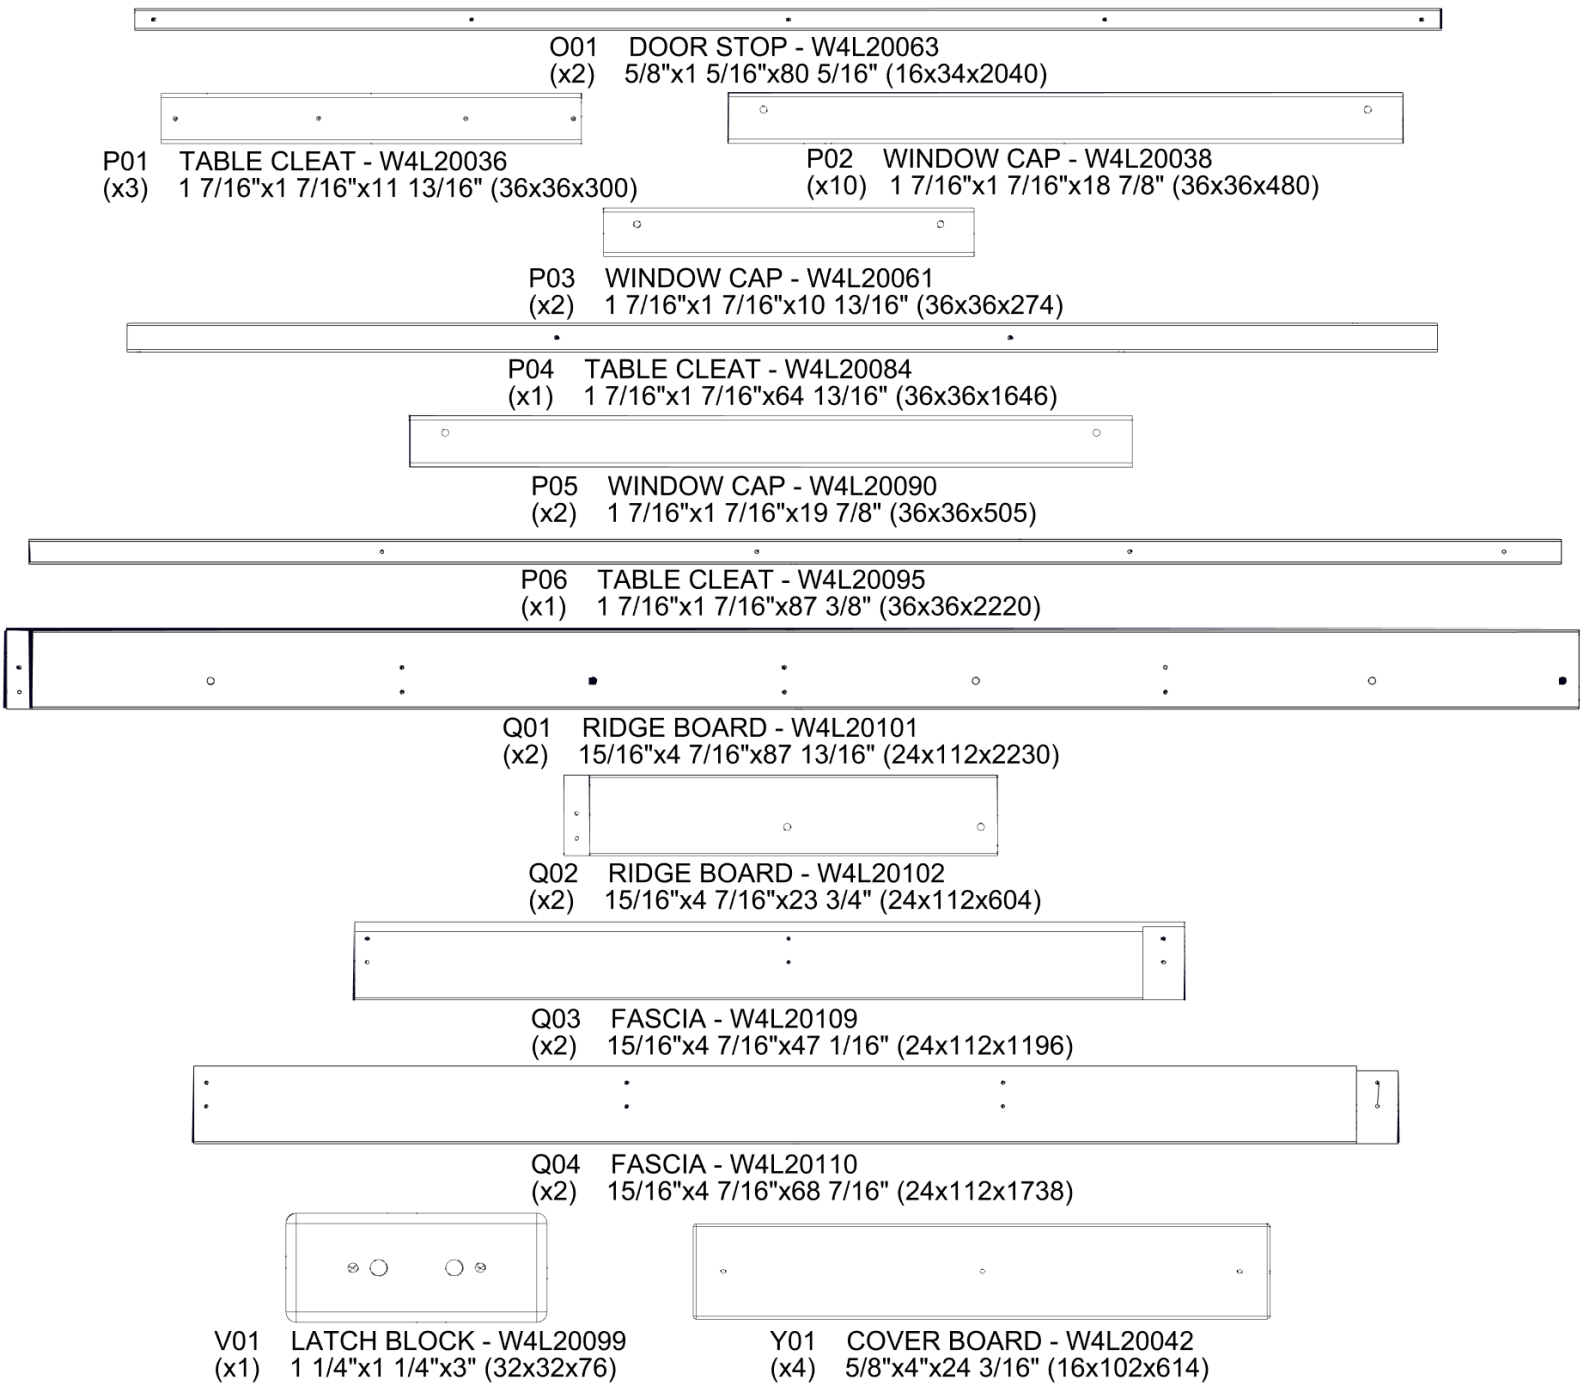 O01 DOOR STOP - W4L20063
(x2) 5/8"x1 5/16"x80 5/16" (16x34x2040)
P01 TABLE CLEAT - W4L20036
(x3) 1 7/16"x1 7/16"x11 13/16" (36x36x300)
P02 WINDOW CAP - W4L20038
(x10) 1 7/16"x1 7/16"x18 7/8" (36x36x480)
P03 WINDOW CAP - W4L20061
(x2) 1 7/16"x1 7/16"x10 13/16" (36x36x274)
P04 TABLE CLEAT - W4L20084
(x1) 1 7/16"x1 7/16"x64 13/16" (36x36x1646)
P05 WINDOW CAP - W4L20090
(x2) 1 7/16"x1 7/16"x19 7/8" (36x36x505)
P06 TABLE CLEAT - W4L20095
(x1) 1 7/16"x1 7/16"x87 3/8" (36x36x2220)
Q01 RIDGE BOARD - W4L20101
(x2) 15/16"x4 7/16"x87 13/16" (24x112x2230)
Q02 RIDGE BOARD - W4L20102
(x2) 15/16"x4 7/16"x23 3/4" (24x112x604)
Q03 FASCIA - W4L20109
(x2) 15/16"x4 7/16"x47 1/16" (24x112x1196)
Q04 FASCIA - W4L20110
(x2) 15/16"x4 7/16"x68 7/16" (24x112x1738)
V01 LATCH BLOCK - W4L20099
(x1) 1 1/4"x1 1/4"x3" (32x32x76)
Y01 COVER BOARD - W4L20042
(x4) 5/8"x4"x24 3/16" (16x102x614)